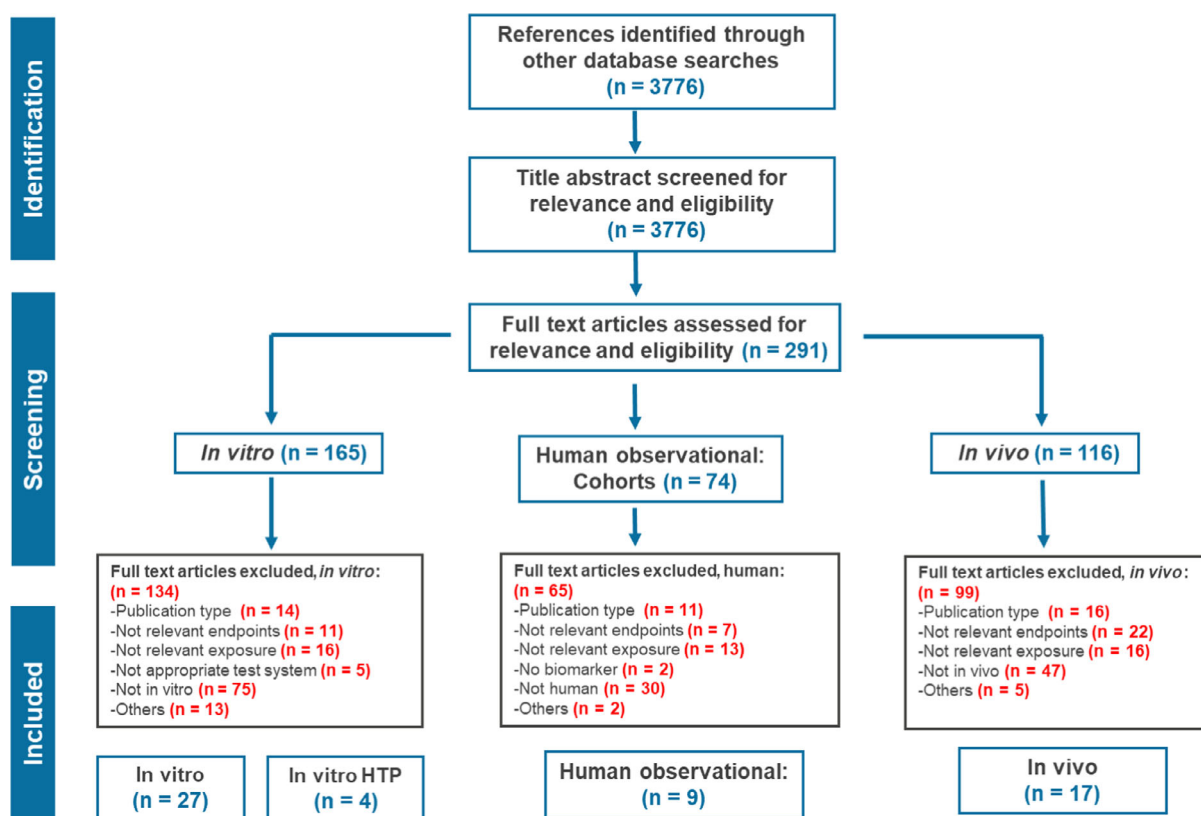 Identification
References identified through
other database searches
(n = 3776)
Title abstract screened for
relevance and eligibility
(n = 3776)
Screening
Full text articles assessed for
relevance and eligibility (n = 291)
In vitro (n = 165)
Human observational:
Cohorts (n = 74)
In vivo (n = 116)
Full text articles excluded, in vitro:
(n = 134)
-Publication type (n = 14)
-Not relevant endpoints (n = 11)
-Not relevant exposure (n = 16)
-Not appropriate test system (n = 5)
-Not in vitro (n = 75)
-Others (n = 13)
Full text articles excluded, human:
(n = 65)
-Publication type (n = 11)
-Not relevant endpoints (n = 7)
-Not relevant exposure (n = 13)
-No biomarker (n = 2)
-Not human (n = 30)
-Others (n = 2)
Full text articles excluded, in vivo:
(n = 99)
-Publication type (n = 16)
-Not relevant endpoints (n = 22)
-Not relevant exposure (n = 16)
-Not in vivo (n = 47)
-Others (n = 5)
Included
In vitro
(n = 27)
In vitro HTP
(n = 4)
Human observational:
(n = 9)
In vivo
(n = 17)